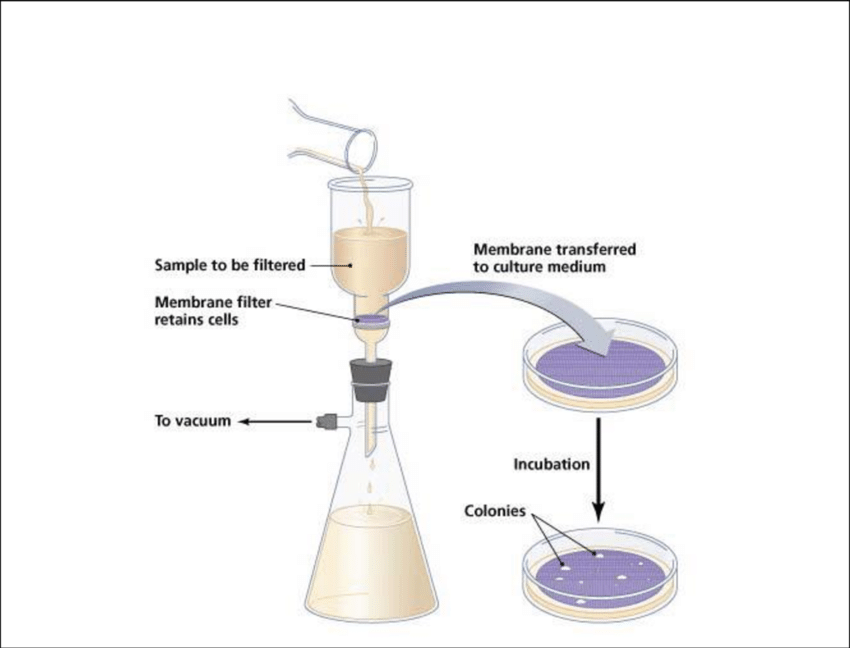 Sample to be filtered
Membrane filter
retains cells
To vacuum
Membrane transferred
to culture medium
Incubation
Colonies